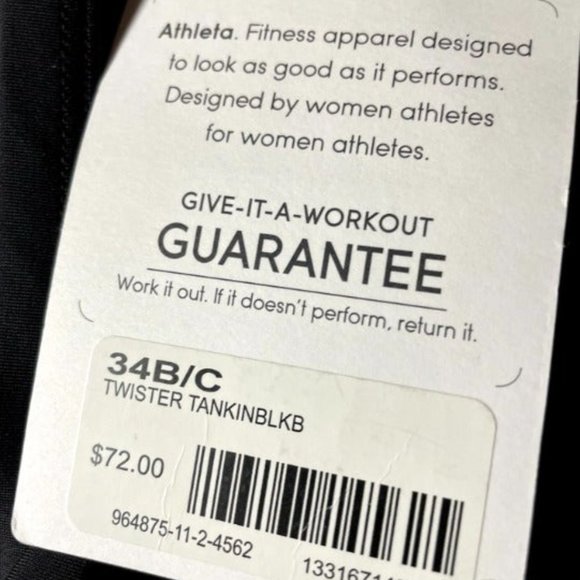 Athleta. Fitness apparel designed
to look as good as it performs.
Designed by women athletes
for women athletes.
GIVE-IT-A-WORKOUT
GUARANTEE
Work it out. If it doesn't perform, return it.
34B/C
TWISTER TANKINBLKB
$72.00
964875-11-2-4562